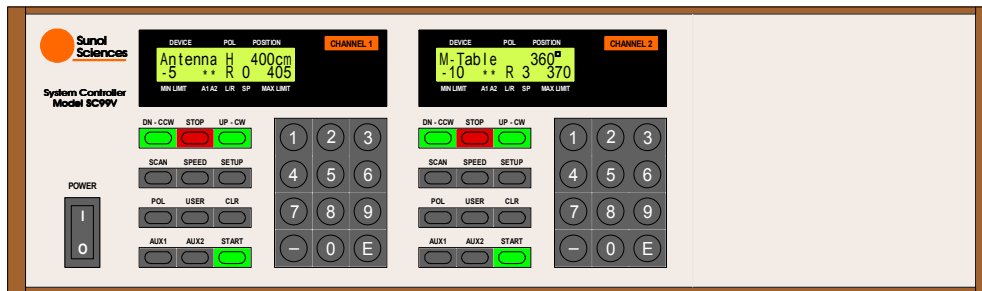 Sunol
Sciences
System Controller
Model SC99V
POWER
I
O
DEVICE POL POSITION
CHANNEL 1
Antenna H 400cm
-5 ** R 0 405
MIN LIMIT A1 A2 L/R SP MAX LIMIT
DN - CCW STOP UP - CW
SCAN SPEED SETUP
POL USER CLR
AUX1 AUX2 START
1 2 3
4 5 6
7 8 9
– 0 E
DEVICE POL POSITION
CHANNEL 2
M-Table 360°
-10 ** R 3 370
MIN LIMIT A1 A2 L/R SP MAX LIMIT
DN - CCW STOP UP - CW
SCAN SPEED SETUP
POL USER CLR
AUX1 AUX2 START
1 2 3
4 5 6
7 8 9
– 0 E